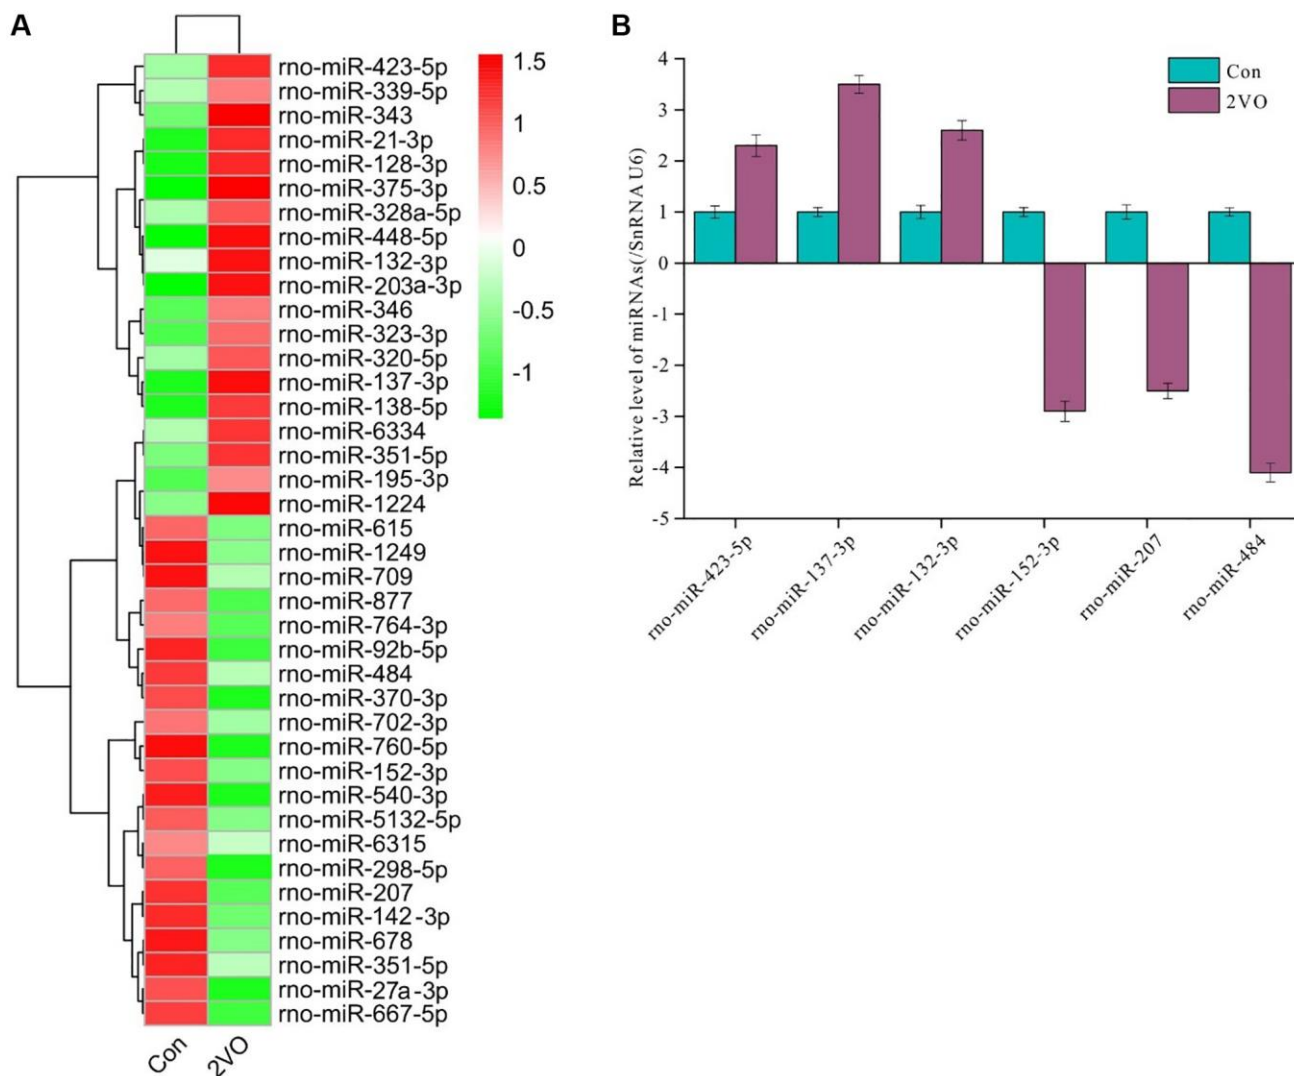 A
rno-miR-423-5p
rno-miR-339-5p
rno-miR-343
rno-miR-21-3p
rno-miR-128-3p
rno-miR-375-3p
rno-miR-328a-5p
rno-miR-448-5p
rno-miR-132-3p
rno-miR-203a-3p
rno-miR-346
rno-miR-323-3p
rno-miR-320-5p
rno-miR-137-3p
rno-miR-138-5p
rno-miR-6334
rno-miR-351-5p
rno-miR-195-3p
rno-miR-1224
rno-miR-615
rno-miR-1249
rno-miR-709
rno-miR-877
rno-miR-764-3p
rno-miR-92b-5p
rno-miR-484
rno-miR-370-3p
rno-miR-702-3p
rno-miR-760-5p
rno-miR-152-3p
rno-miR-540-3p
rno-miR-5132-5p
rno-miR-6315
rno-miR-298-5p
rno-miR-207
rno-miR-142-3p
rno-miR-678
rno-miR-351-5p
rno-miR-27a-3p
rno-miR-667-5p
Con
2VO
1.5
1
0.5
0
-0.5
-1
B
Relative level of miRNAs(/SnRNA U6)
4
3
2
1
0
-1
-2
-3
-4
-5
Con
2VO
rno-miR-423-5p
rno-miR-137-3p
rno-miR-132-3p
rno-miR-152-3p
rno-miR-207
rno-miR-484